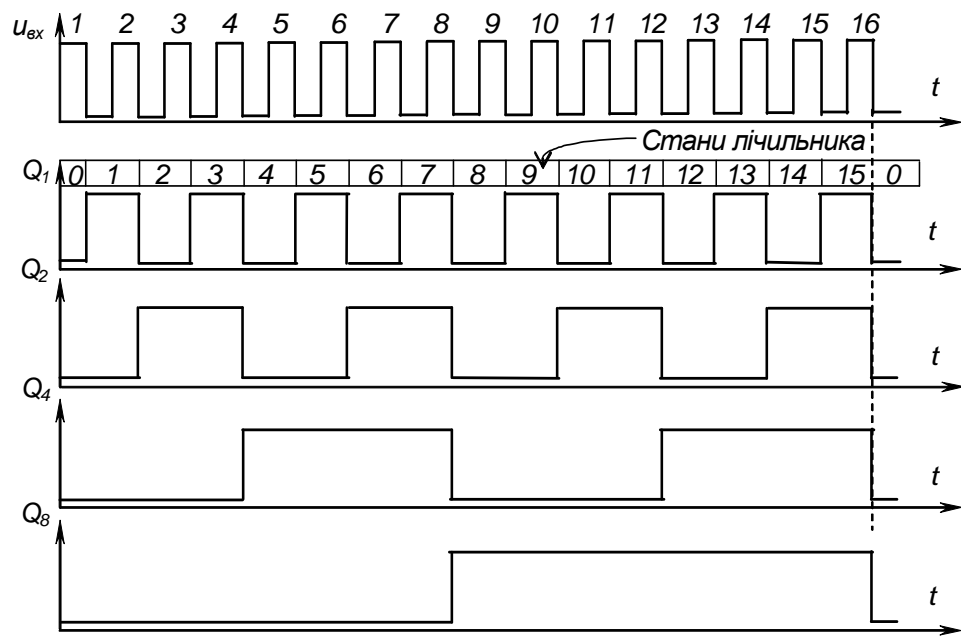 uвх 1 2 3 4 5 6 7 8 9 10 11 12 13 14 15 16
t
Стани лічильника
Q1 0 1 2 3 4 5 6 7 8 9 10 11 12 13 14 15 0
t
Q2
t
Q4
t
Q8
t